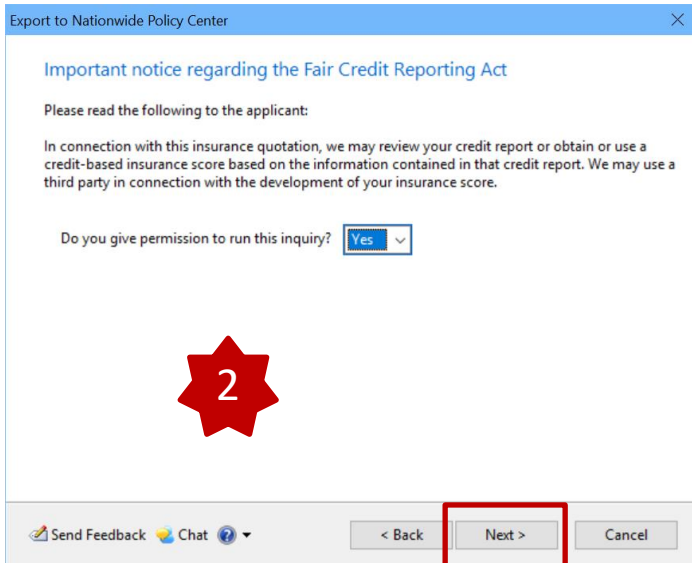 Export to Nationwide Policy Center
Important notice regarding the Fair Credit Reporting Act
Please read the following to the applicant:
In connection with this insurance quotation, we may review your credit report or obtain or use a
credit-based insurance score based on the information contained in that credit report. We may use a
third party in connection with the development of your insurance score.
Do you give permission to run this inquiry? Yes
2
Send Feedback Chat ? < Back Next > Cancel